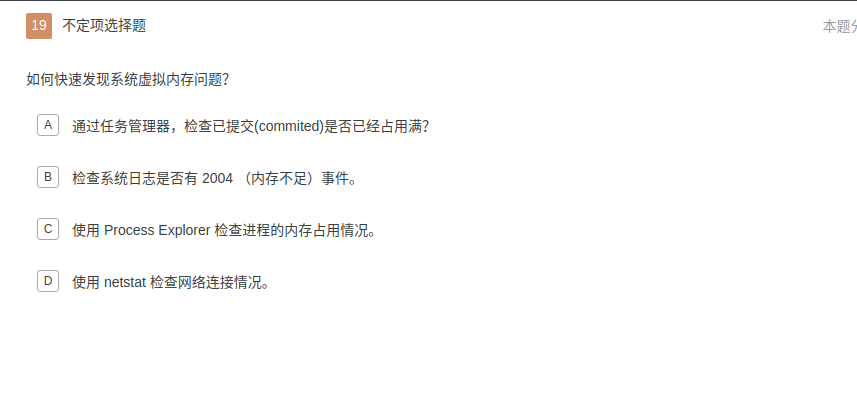 19 不定项选择题
本题分
如何快速发现系统虚拟内存问题?
A 通过任务管理器，检查已提交(commited)是否已经占用满?
B 检查系统日志是否有 2004 （内存不足）事件。
C 使用 Process Explorer 检查进程的内存占用情况。
D 使用 netstat 检查网络连接情况。